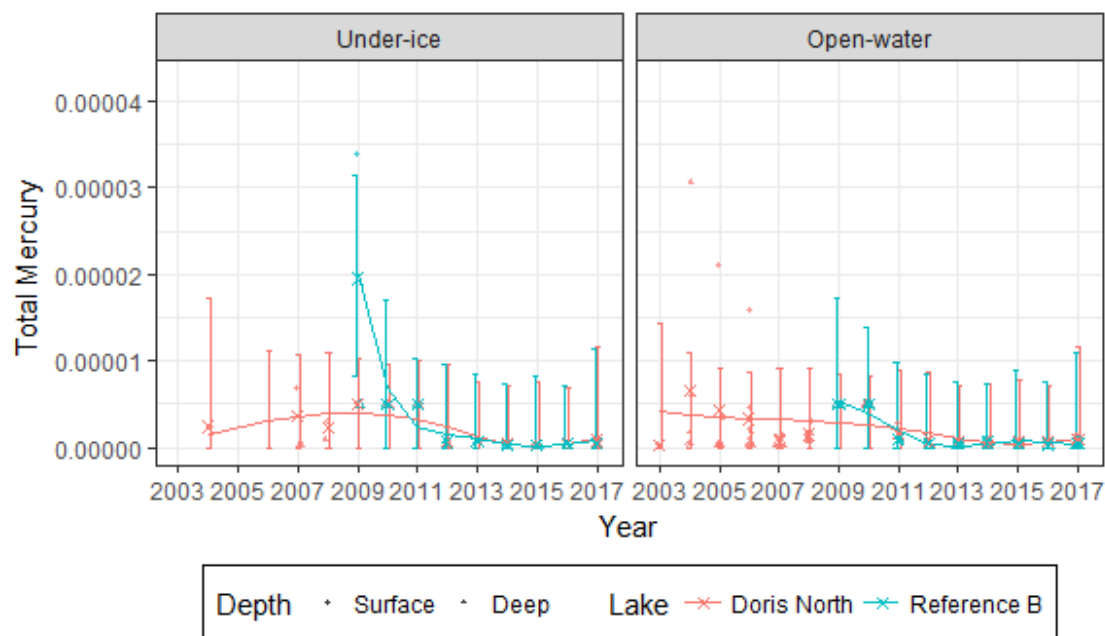 Under-ice Open-water
0.00004
0.00003
0.00002
0.00001
0.00000
Total Mercury
2003 2005 2007 2009 2011 2013 2015 2017 2003 2005 2007 2009 2011 2013 2015 2017
Year
Depth Surface Deep Lake Doris North Reference B